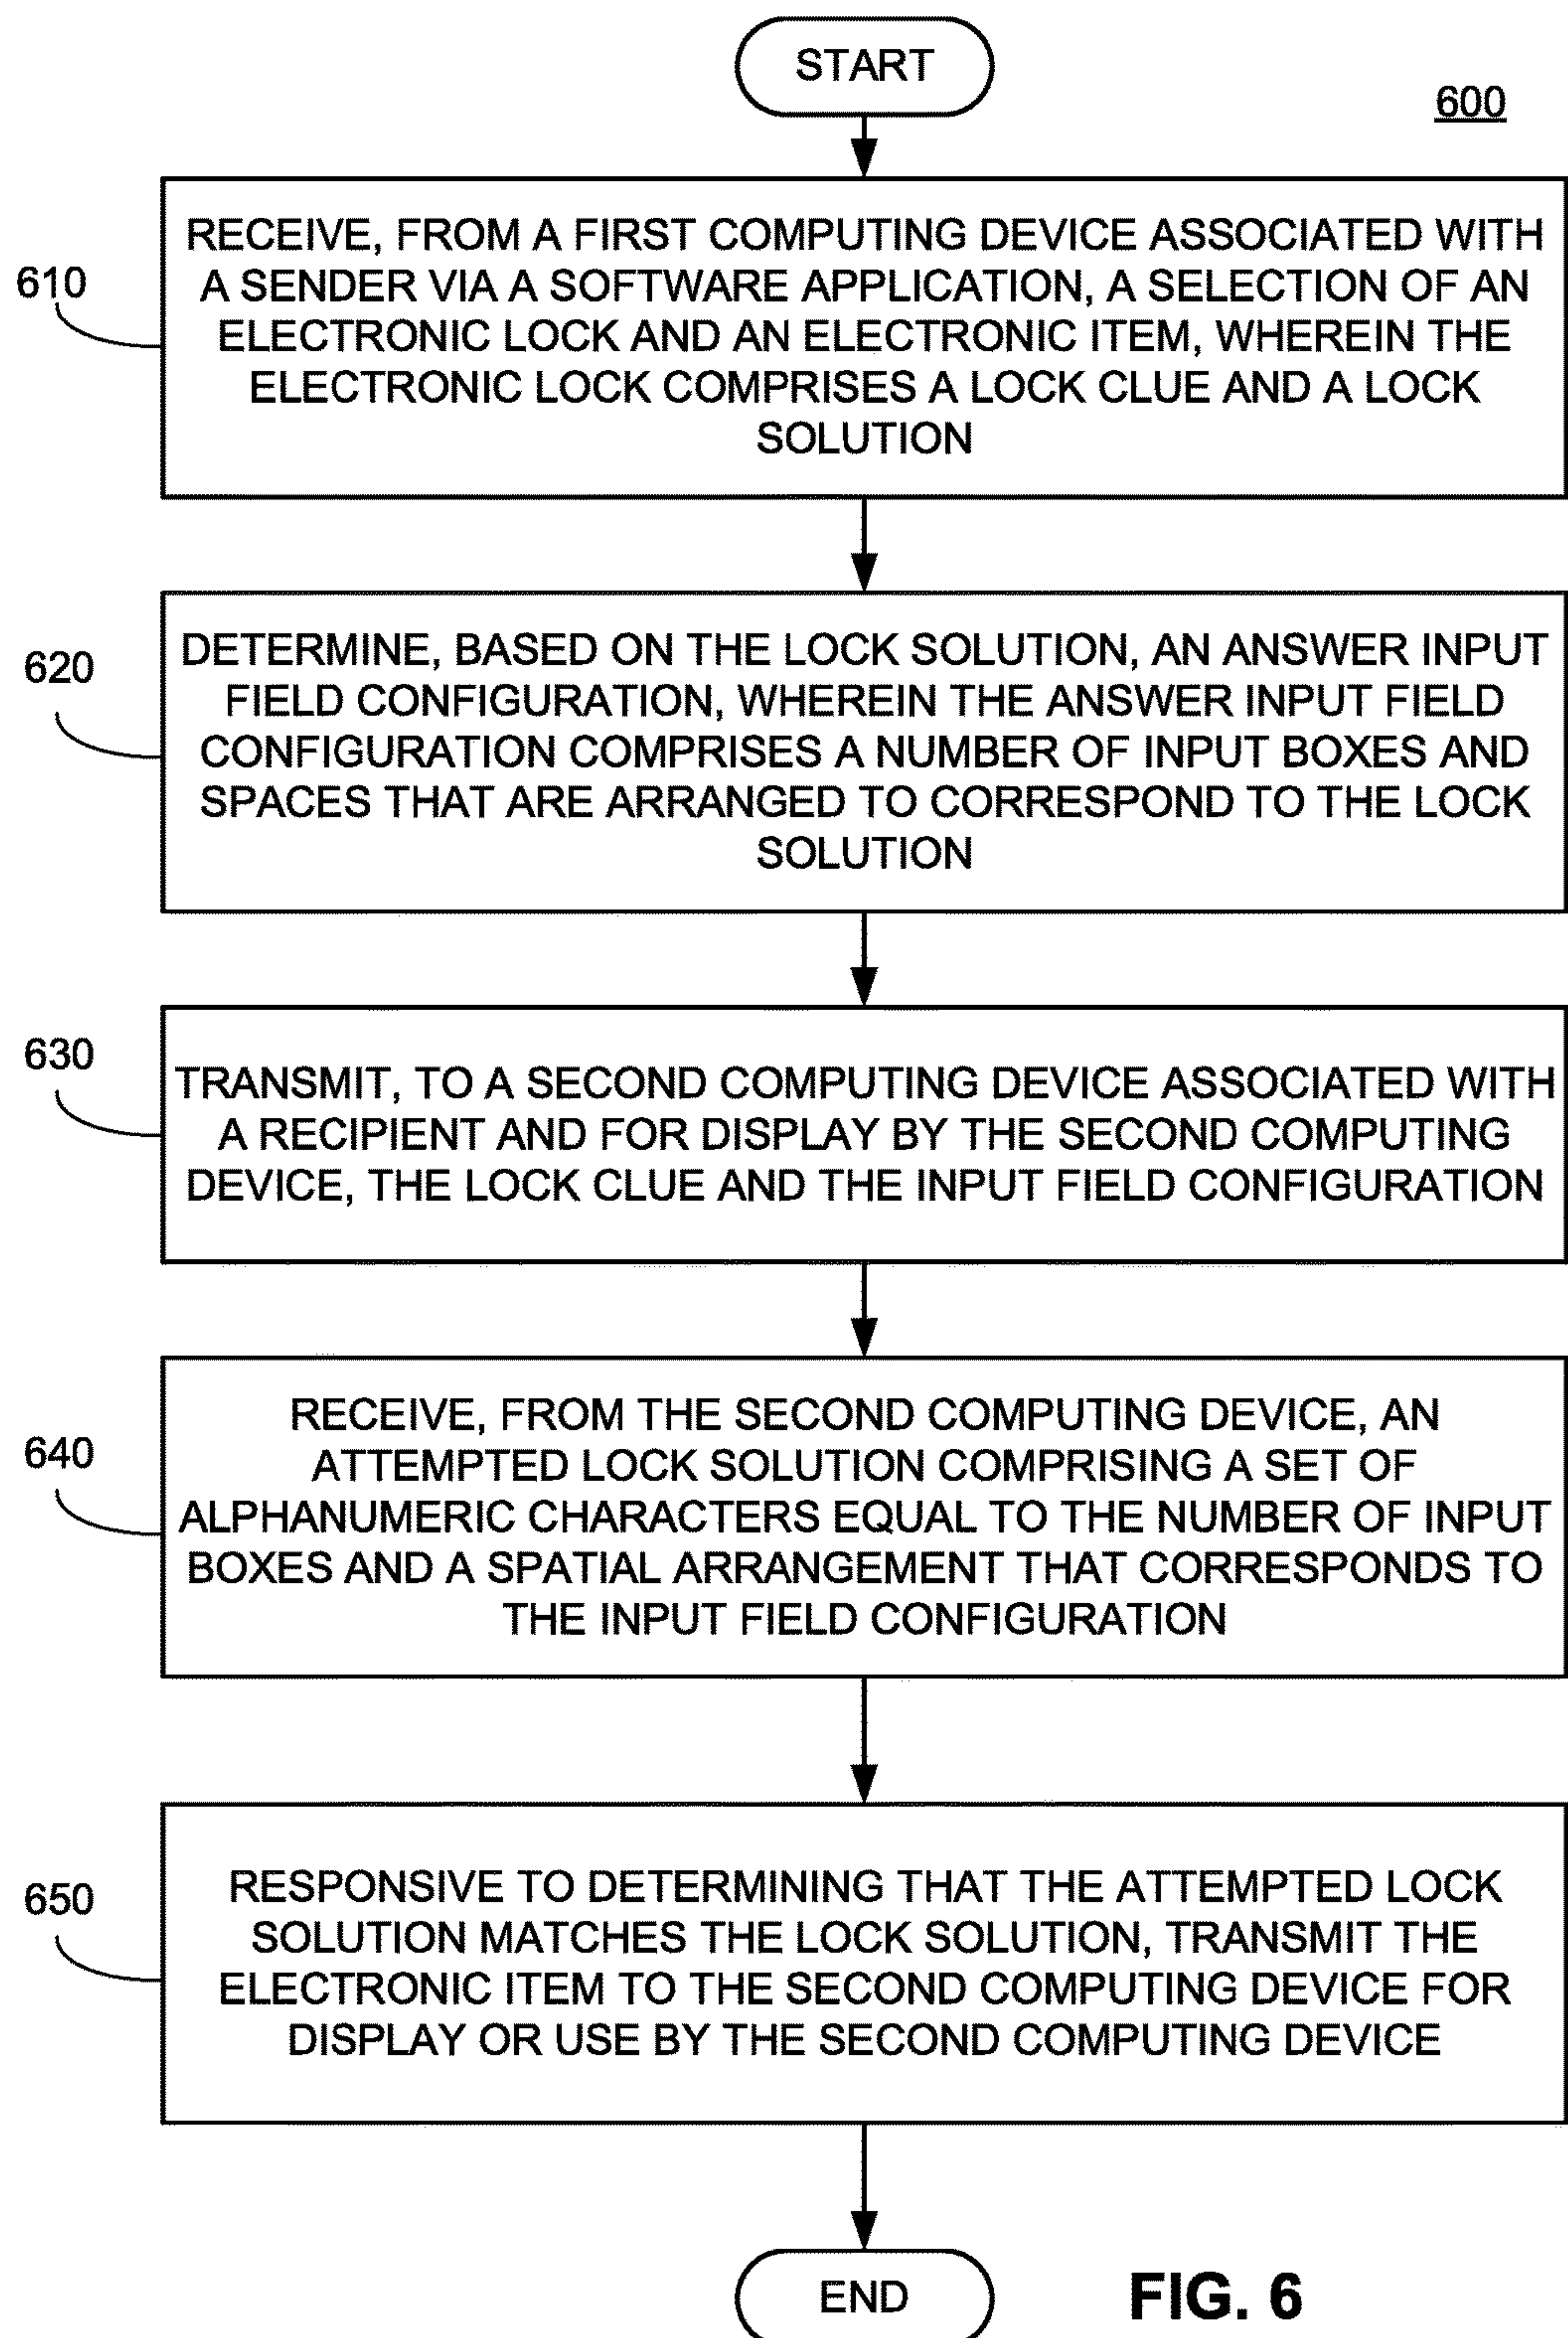 START
600
610
RECEIVE, FROM A FIRST COMPUTING DEVICE ASSOCIATED WITH
A SENDER VIA A SOFTWARE APPLICATION, A SELECTION OF AN
ELECTRONIC LOCK AND AN ELECTRONIC ITEM, WHEREIN THE
ELECTRONIC LOCK COMPRISES A LOCK CLUE AND A LOCK
SOLUTION
620
DETERMINE, BASED ON THE LOCK SOLUTION, AN ANSWER INPUT
FIELD CONFIGURATION, WHEREIN THE ANSWER INPUT FIELD
CONFIGURATION COMPRISES A NUMBER OF INPUT BOXES AND
SPACES THAT ARE ARRANGED TO CORRESPOND TO THE LOCK
SOLUTION
630
TRANSMIT, TO A SECOND COMPUTING DEVICE ASSOCIATED WITH
A RECIPIENT AND FOR DISPLAY BY THE SECOND COMPUTING
DEVICE, THE LOCK CLUE AND THE INPUT FIELD CONFIGURATION
640
RECEIVE, FROM THE SECOND COMPUTING DEVICE, AN
ATTEMPTED LOCK SOLUTION COMPRISING A SET OF
ALPHANUMERIC CHARACTERS EQUAL TO THE NUMBER OF INPUT
BOXES AND A SPATIAL ARRANGEMENT THAT CORRESPONDS TO
THE INPUT FIELD CONFIGURATION
650
RESPONSIVE TO DETERMINING THAT THE ATTEMPTED LOCK
SOLUTION MATCHES THE LOCK SOLUTION, TRANSMIT THE
ELECTRONIC ITEM TO THE SECOND COMPUTING DEVICE FOR
DISPLAY OR USE BY THE SECOND COMPUTING DEVICE
END
FIG. 6